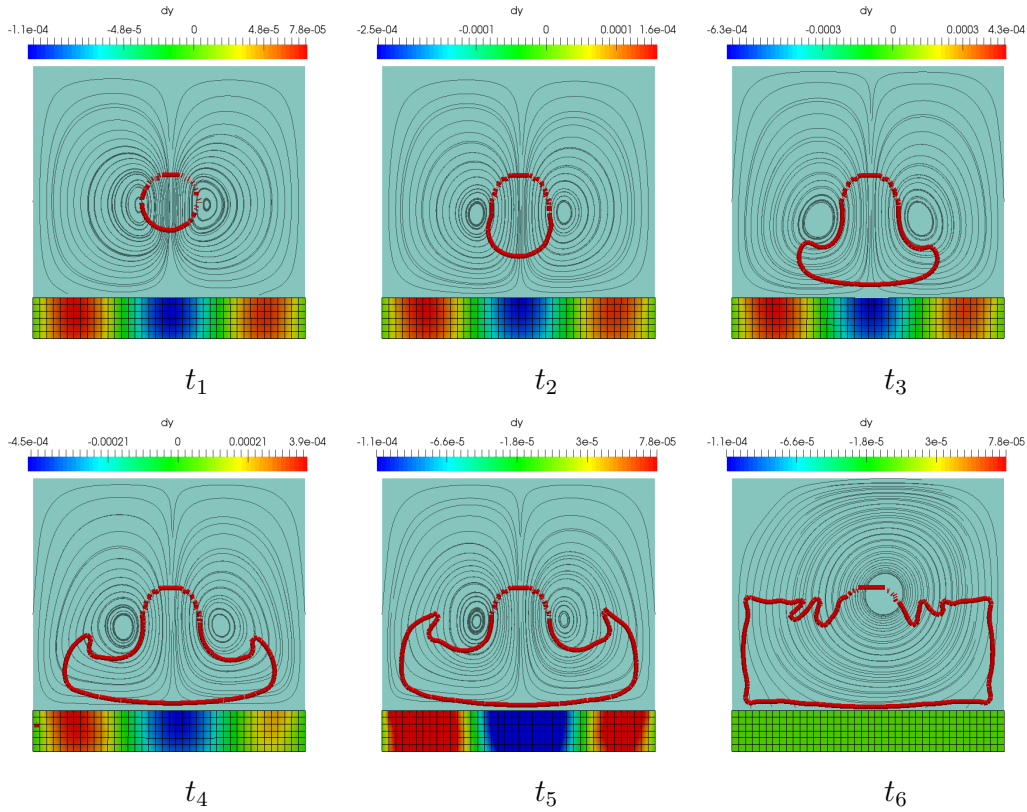 dy dy dy
-1.1e-04 -4.8e-5 0 4.8e-5 7.8e-05 -2.5e-04 -0.0001 0 0.0001 1.6e-04 -6.3e-04 -0.0003 0 0.0003 4.3e-04
t₁ t₂ t₃
dy dy dy
-4.5e-04 -0.00021 0 0.00021 3.9e-04 -1.1e-04 -6.6e-5 -1.8e-5 3e-5 7.8e-05 -1.1e-04 -6.6e-5 -1.8e-5 3e-5 7.8e-05
t₄ t₅ t₆